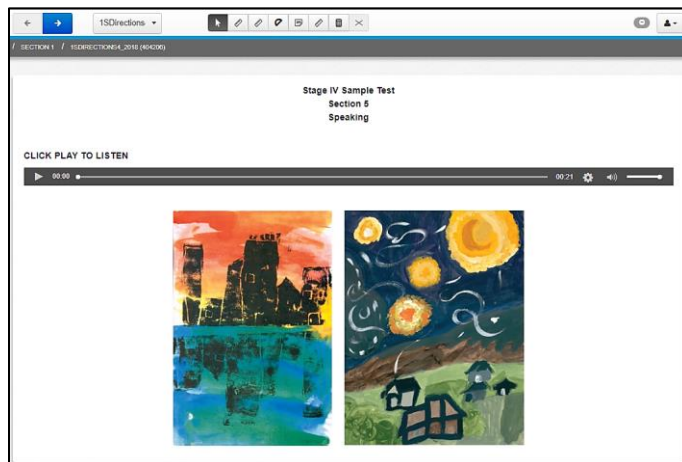 1SDirections
/ SECTION 1 / 1SDIRECTIONS4_2018 (404206)
Stage IV Sample Test
Section 5
Speaking
CLICK PLAY TO LISTEN
00:00
00:21